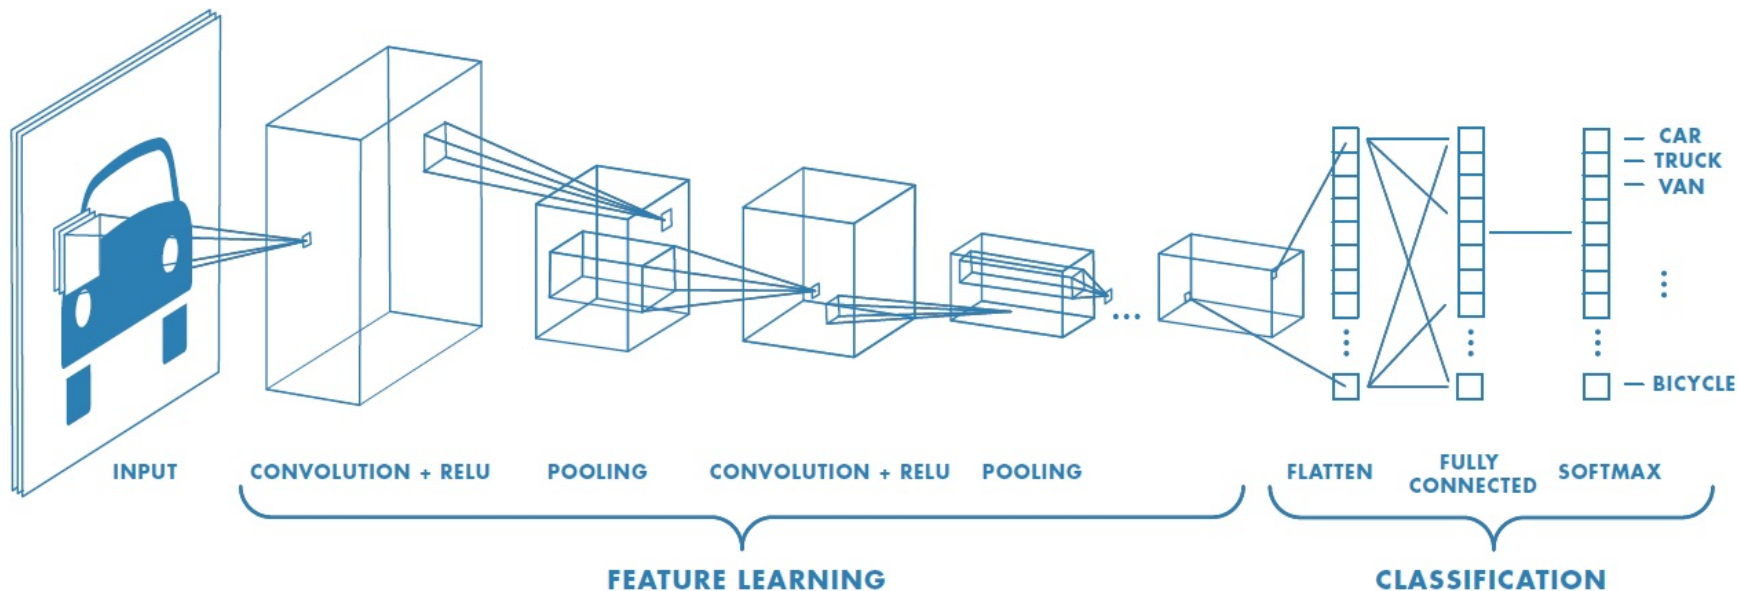 CAR
TRUCK
VAN
BICYCLE
INPUT
CONVOLUTION + RELU
POOLING
CONVOLUTION + RELU
POOLING
FLATTEN
FULLY
CONNECTED
SOFTMAX
FEATURE LEARNING
CLASSIFICATION